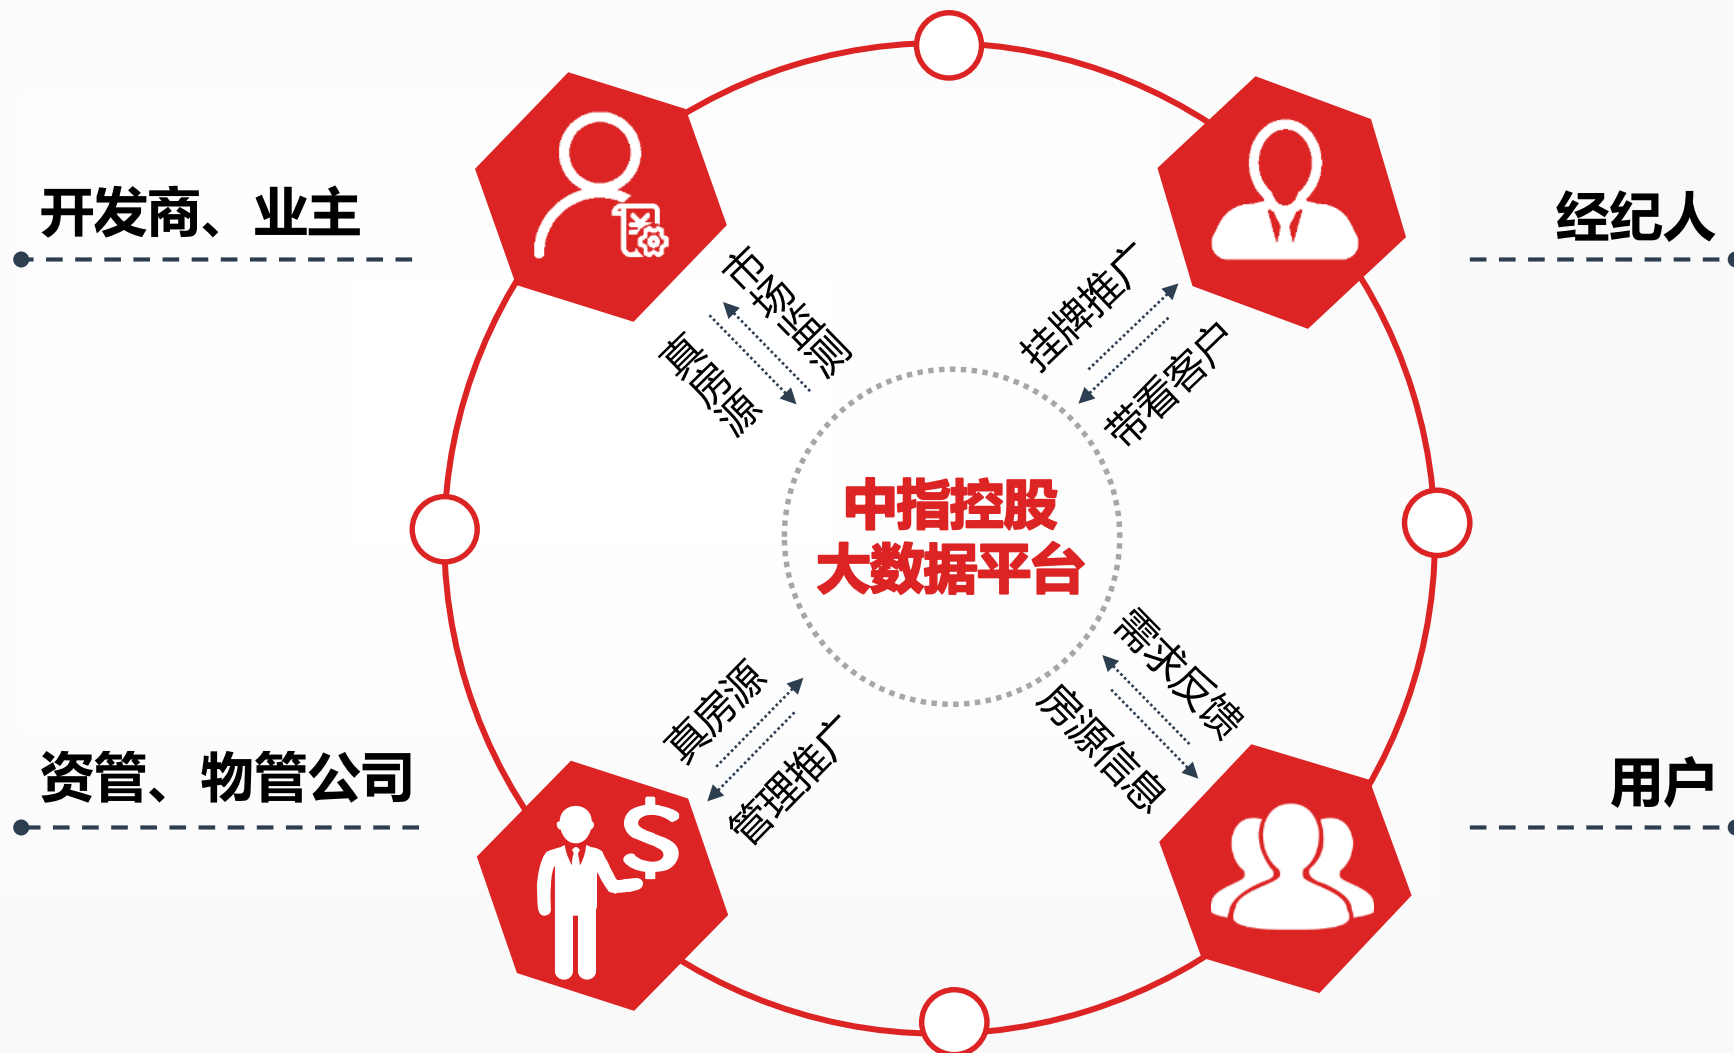 开发商、业主
经纪人
市场监测
真房源
挂牌推广
带看客户
中指控股
大数据平台
真房源
管理推广
需求反馈
房源信息
资管、物管公司
用户